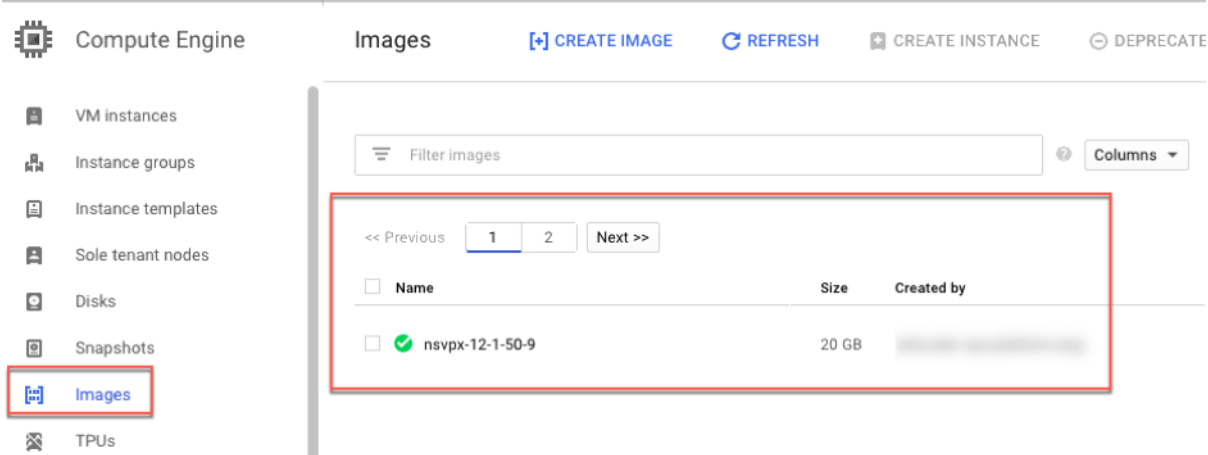 Compute Engine
VM instances
Instance groups
Instance templates
Sole tenant nodes
Disks
Snapshots
Images
TPUs
Images [+] CREATE IMAGE REFRESH CREATE INSTANCE DEPRECATE
Filter images
Columns
<< Previous 1 2 Next >>
Name Size Created by
nsvpx-12-1-50-9 20 GB